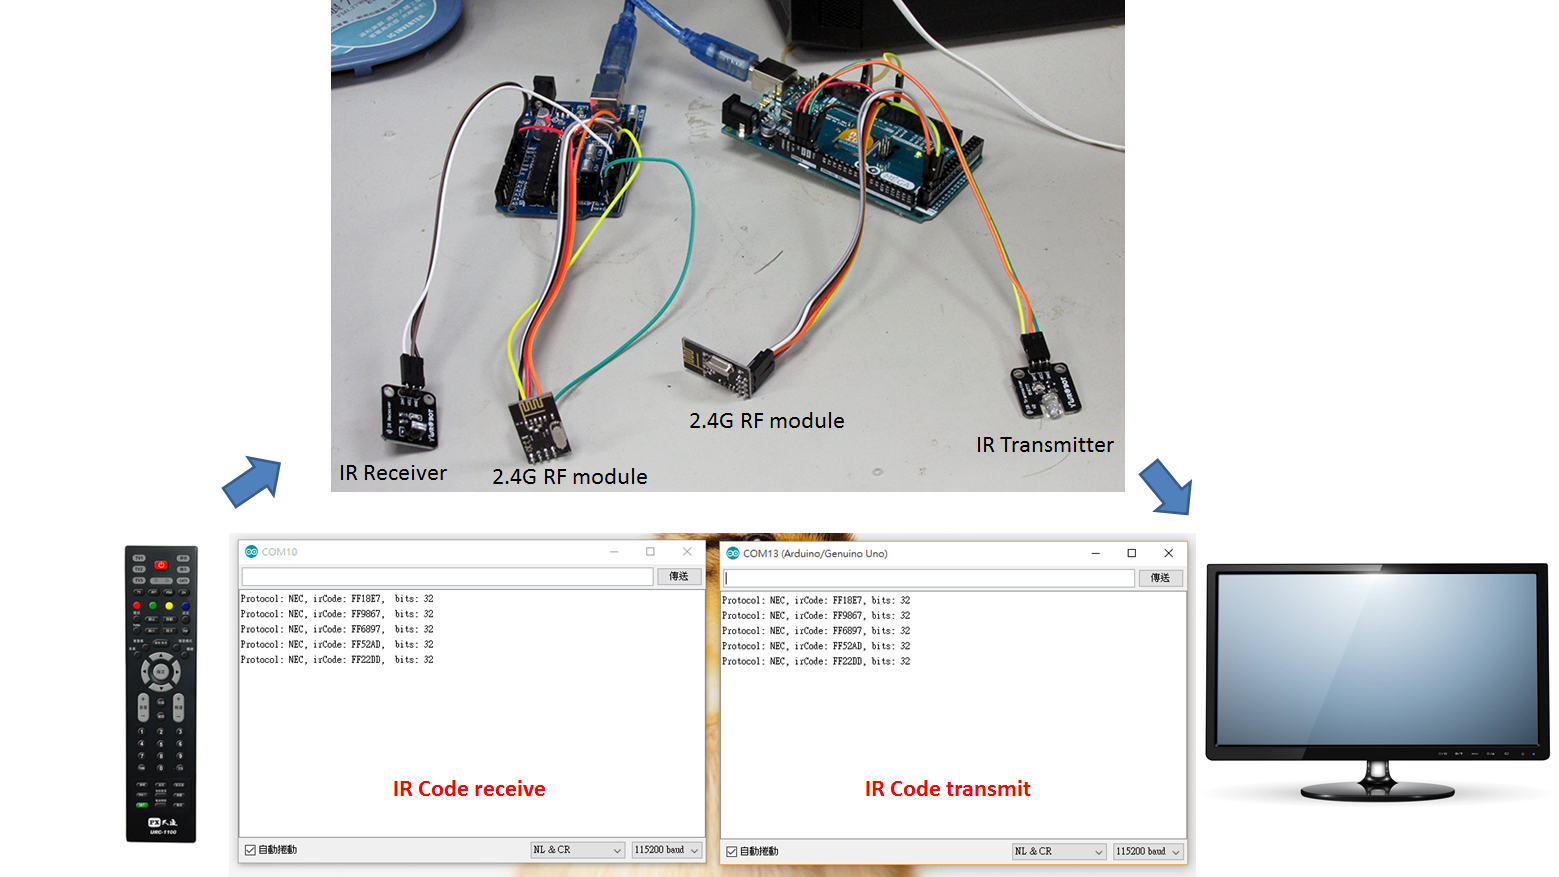 MEGA
IR Receiver
2.4G RF module
2.4G RF module
IR Transmitter
COM10
傳送
Protocol: NEC, irCode: FF18E7,  bits: 32
Protocol: NEC, irCode: FF9867,  bits: 32
Protocol: NEC, irCode: FF6897,  bits: 32
Protocol: NEC, irCode: FF52AD,  bits: 32
Protocol: NEC, irCode: FF22DD,  bits: 32
IR Code receive
自動捲動
NL & CR
115200 baud
COM13 (Arduino/Genuino Uno)
傳送
Protocol: NEC, irCode: FF18E7, bits: 32
Protocol: NEC, irCode: FF9867, bits: 32
Protocol: NEC, irCode: FF6897, bits: 32
Protocol: NEC, irCode: FF52AD, bits: 32
Protocol: NEC, irCode: FF22DD, bits: 32
IR Code transmit
自動捲動
NL & CR
115200 baud
URC-1100